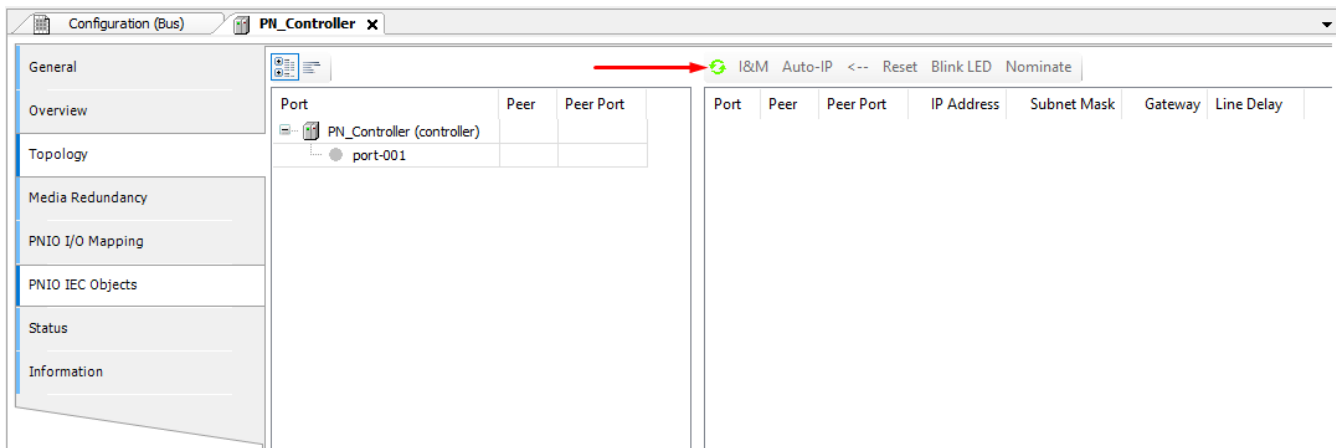 Configuration (Bus) PN_Controller
General
Overview
Topology
Media Redundancy
PNIO I/O Mapping
PNIO IEC Objects
Status
Information
Port Peer Peer Port
PN_Controller (controller)
port-001
I&M Auto-IP <-- Reset Blink LED Nominate
Port Peer Peer Port IP Address Subnet Mask Gateway Line Delay